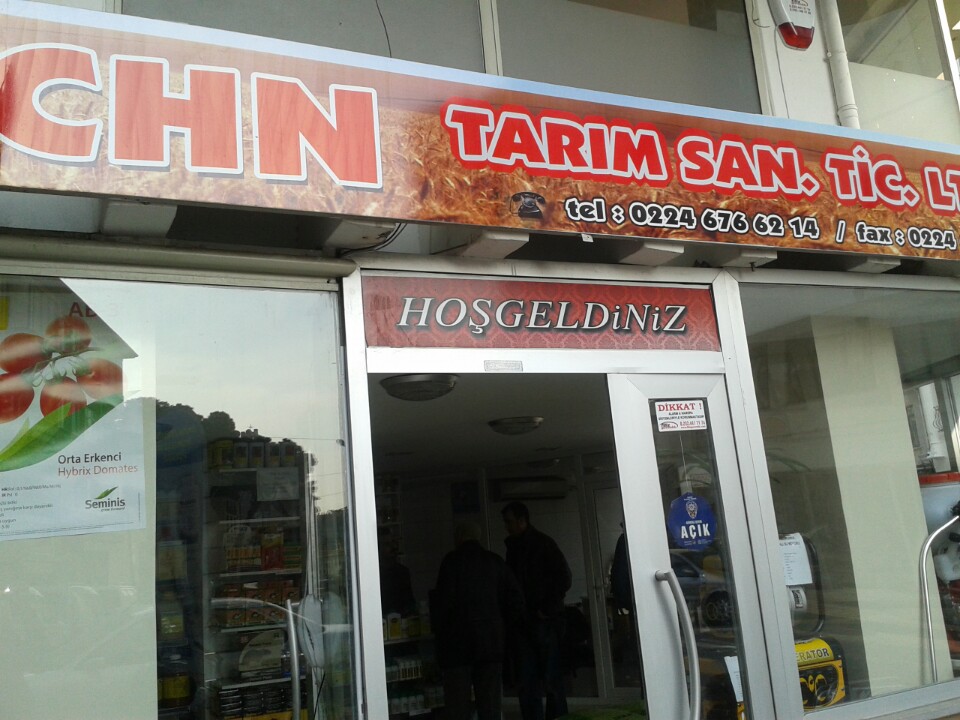 CHN
TARIM SAN. TİC.
tel : 0224 676 62 14 / fax : 0224
HOŞGELDiNiZ
DİKKAT !
AÇIK
Orta Erkenci
Hybrix Domates
Seminis